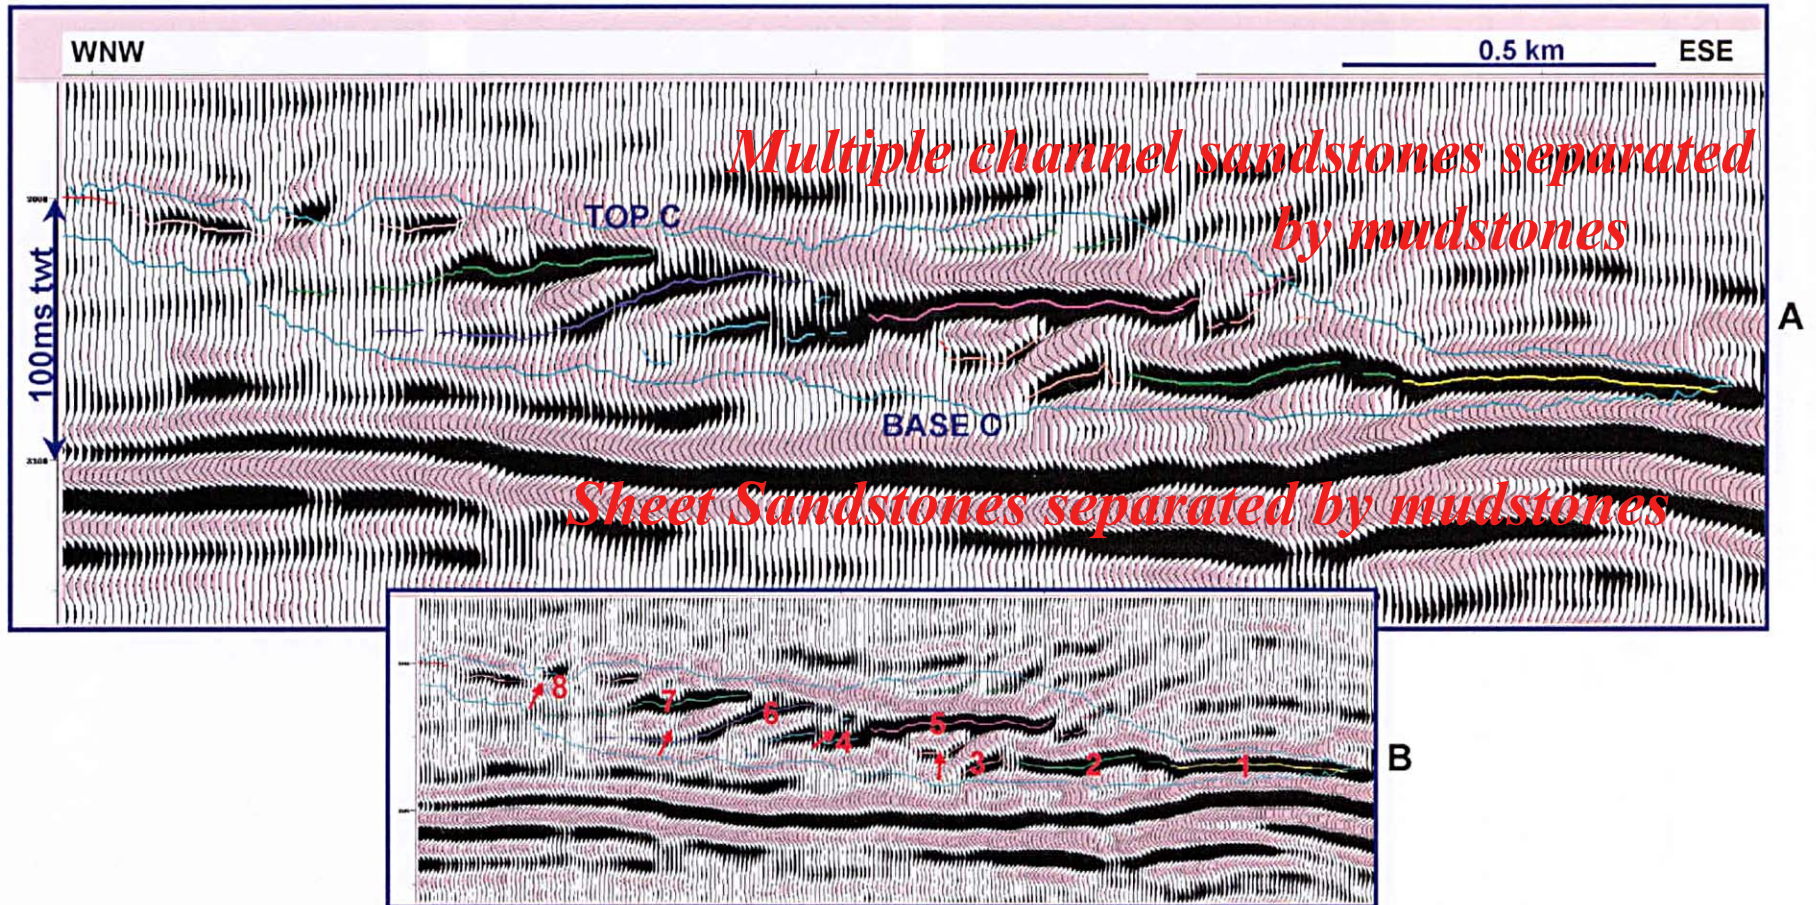 WNW
0.5 km
ESE
Multiple channel sandstones separated
by mudstones
TOP C
100ms twt
A
BASE C
Sheet Sandstones separated by mudstones
8
7
6
5
4
3
2
1
B